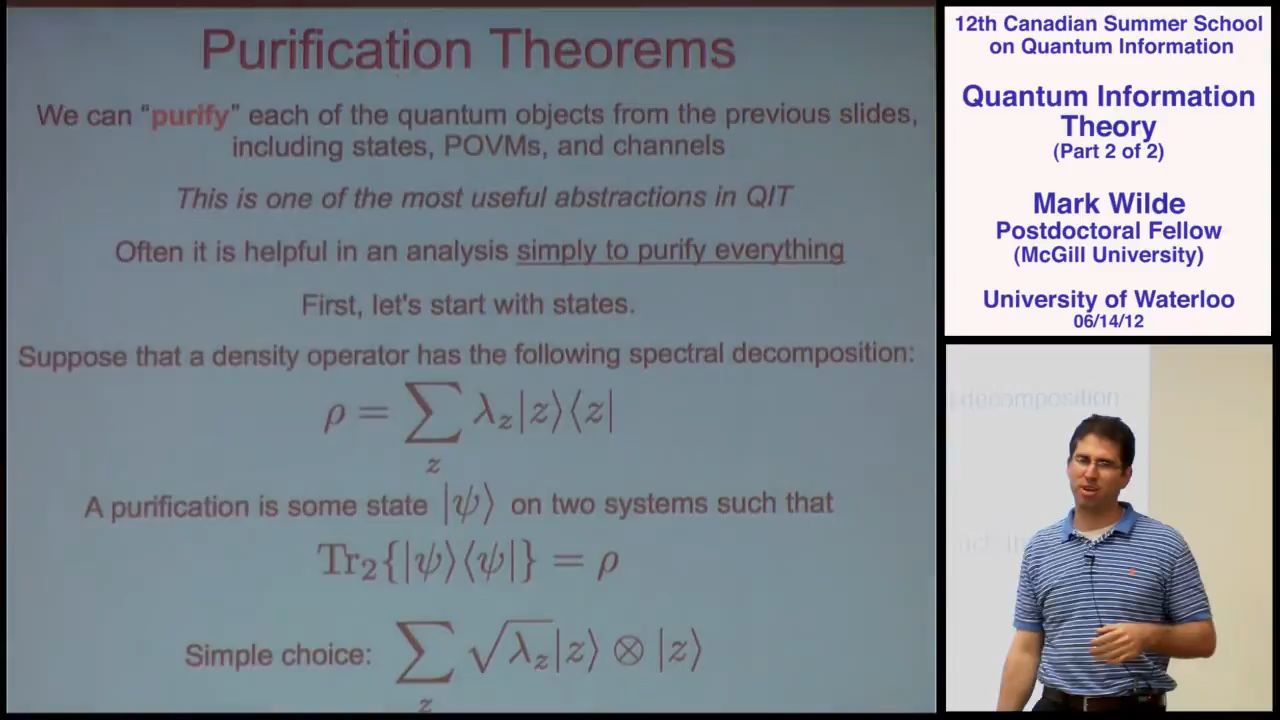 Purification Theorems
We can "purify" each of the quantum objects from the previous slides,
including states, POVMs, and channels
This is one of the most useful abstractions in QIT
Often it is helpful in an analysis simply to purify everything
First, let's start with states.
Suppose that a density operator has the following spectral decomposition:
ρ = ∑_z λ_z |z⟩⟨z|
A purification is some state |ψ⟩ on two systems such that
Tr₂{|ψ⟩⟨ψ|} = ρ
Simple choice: ∑_z √λ_z |z⟩ ⊗ |z⟩
12th Canadian Summer School
on Quantum Information
Quantum Information
Theory
(Part 2 of 2)
Mark Wilde
Postdoctoral Fellow
(McGill University)
University of Waterloo
06/14/12
decomposition